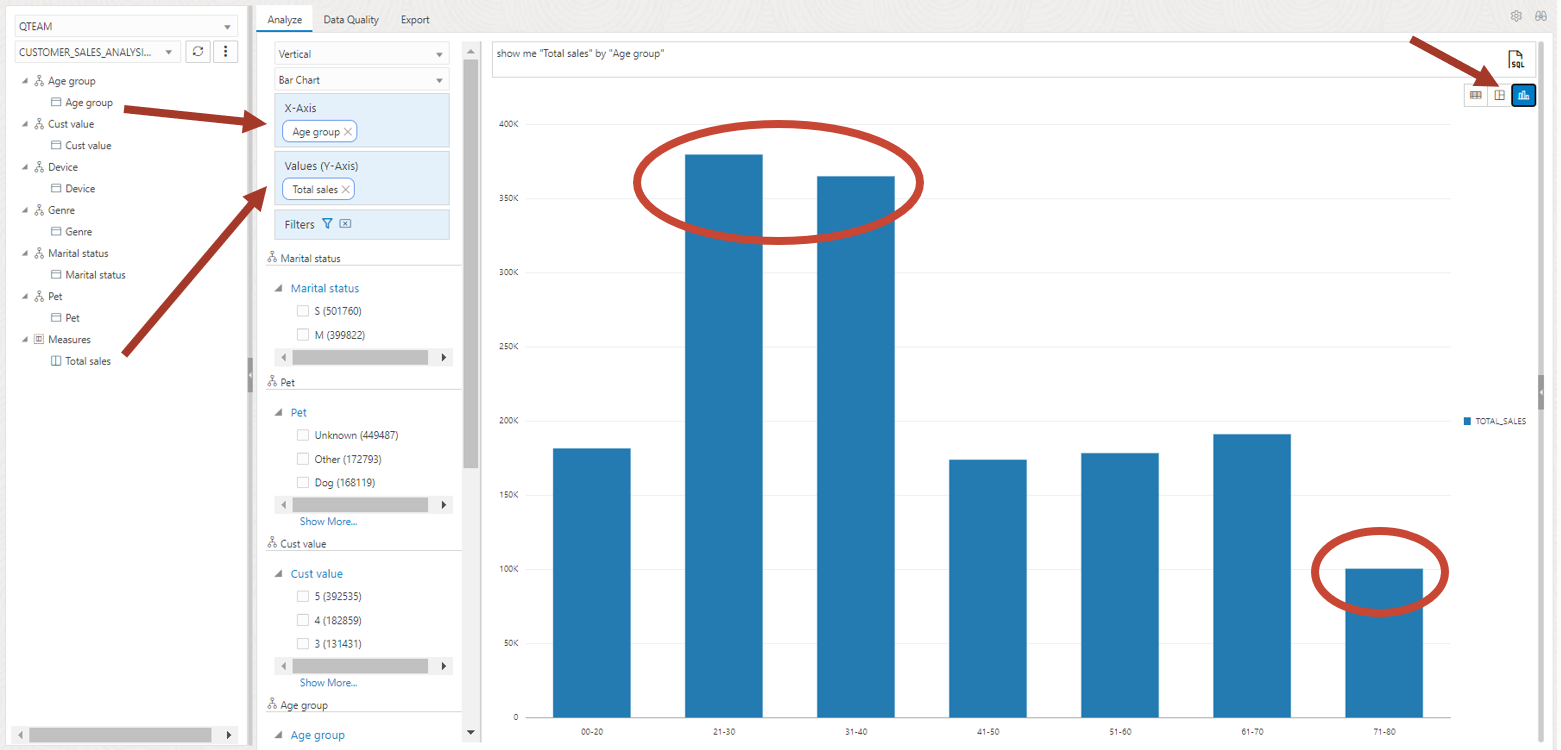 QTEAM
CUSTOMER_SALES_ANALYSI...
Age group
Age group
Cust value
Cust value
Device
Device
Genre
Genre
Marital status
Marital status
Pet
Pet
Measures
Total sales
Analyze Data Quality Export
Vertical
Bar Chart
X-Axis
Age group
Values (Y-Axis)
Total sales
Filters
Marital status
Marital status
S (501760)
M (399822)
Pet
Pet
Unknown (449487)
Other (172793)
Dog (168119)
Show More...
Cust value
Cust value
5 (392535)
4 (182859)
3 (131431)
Show More...
Age group
Age group
show me "Total sales" by "Age group"
SQL
400K
350K
300K
250K
200K
150K
100K
50K
0
00-20 21-30 31-40 41-50 51-60 61-70 71-80
TOTAL_SALES